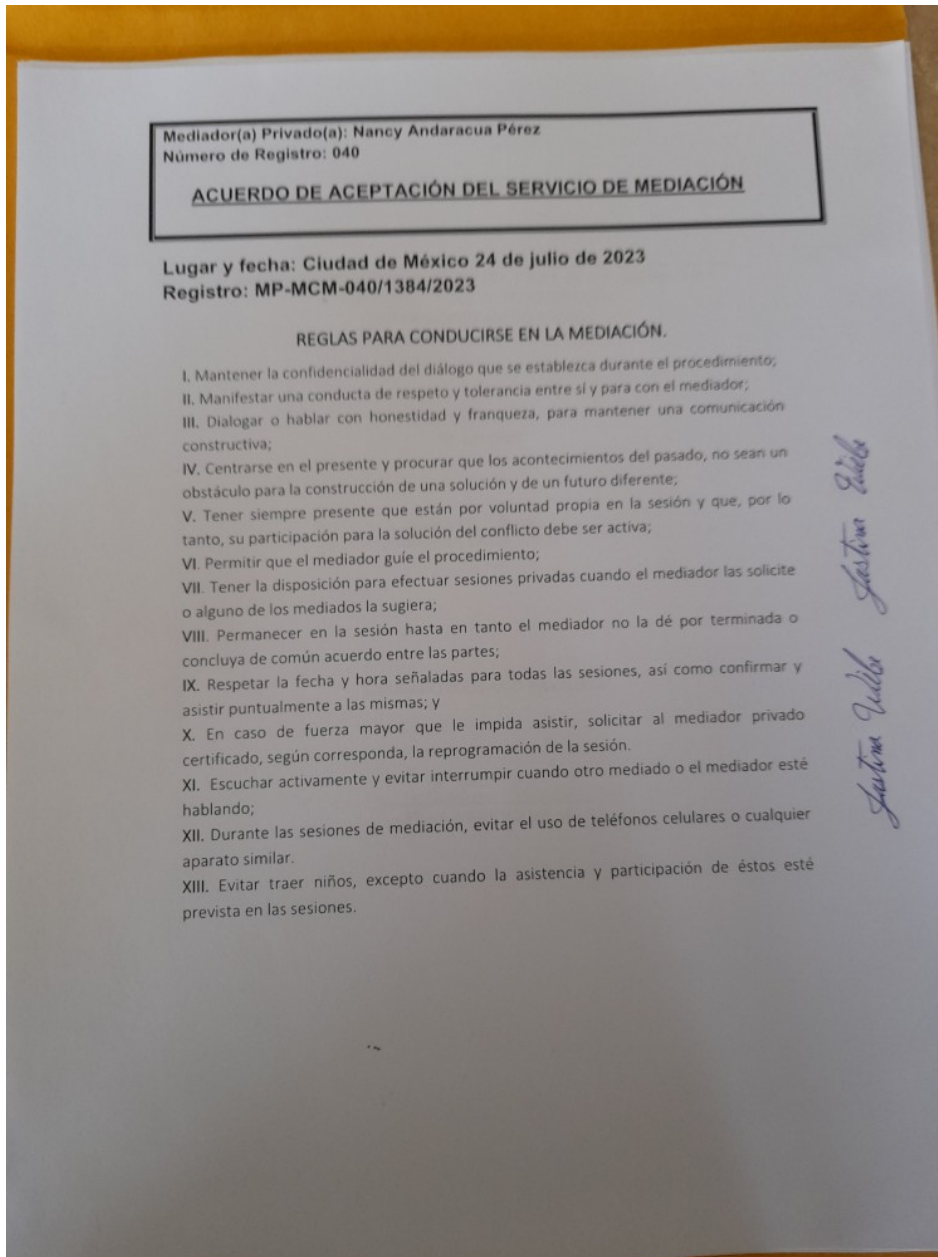 Mediador(a) Privado(a): Nancy Andaracua Pérez
Número de Registro: 040
ACUERDO DE ACEPTACIÓN DEL SERVICIO DE MEDIACIÓN
Lugar y fecha: Ciudad de México 24 de julio de 2023
Registro: MP-MCM-040/1384/2023
REGLAS PARA CONDUCIRSE EN LA MEDIACIÓN.
I. Mantener la confidencialidad del diálogo que se establezca durante el procedimiento;
II. Manifestar una conducta de respeto y tolerancia entre sí y para con el mediador;
III. Dialogar o hablar con honestidad y franqueza, para mantener una comunicación
constructiva;
IV. Centrarse en el presente y procurar que los acontecimientos del pasado, no sean un
obstáculo para la construcción de una solución y de un futuro diferente;
V. Tener siempre presente que están por voluntad propia en la sesión y que, por lo
tanto, su participación para la solución del conflicto debe ser activa;
VI. Permitir que el mediador guíe el procedimiento;
VII. Tener la disposición para efectuar sesiones privadas cuando el mediador las solicite
o alguno de los mediados la sugiera;
VIII. Permanecer en la sesión hasta en tanto el mediador no la dé por terminada o
concluya de común acuerdo entre las partes;
IX. Respetar la fecha y hora señaladas para todas las sesiones, así como confirmar y
asistir puntualmente a las mismas; y
X. En caso de fuerza mayor que le impida asistir, solicitar al mediador privado
certificado, según corresponda, la reprogramación de la sesión.
XI. Escuchar activamente y evitar interrumpir cuando otro mediado o el mediador esté
hablando;
XII. Durante las sesiones de mediación, evitar el uso de teléfonos celulares o cualquier
aparato similar.
XIII. Evitar traer niños, excepto cuando la asistencia y participación de éstos esté
prevista en las sesiones.